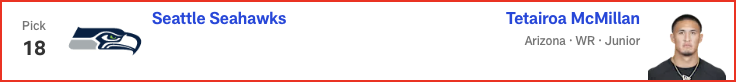 Pick
18
Seattle Seahawks
Tetairoa McMillan
Arizona · WR · Junior